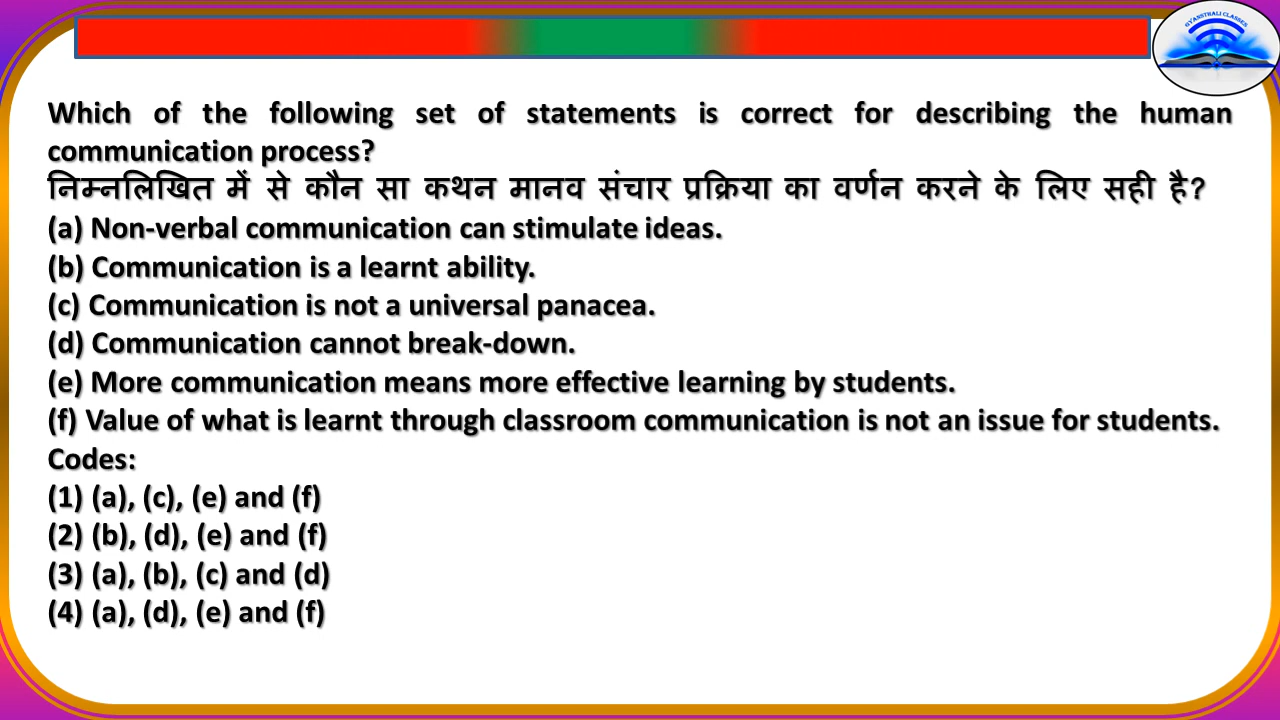 GYANSTHALI CLASSES
Which of the following set of statements is correct for describing the human
communication process?
निम्नलिखित में से कौन सा कथन मानव संचार प्रक्रिया का वर्णन करने के लिए सही है?
(a) Non-verbal communication can stimulate ideas.
(b) Communication is a learnt ability.
(c) Communication is not a universal panacea.
(d) Communication cannot break-down.
(e) More communication means more effective learning by students.
(f) Value of what is learnt through classroom communication is not an issue for students.
Codes:
(1) (a), (c), (e) and (f)
(2) (b), (d), (e) and (f)
(3) (a), (b), (c) and (d)
(4) (a), (d), (e) and (f)